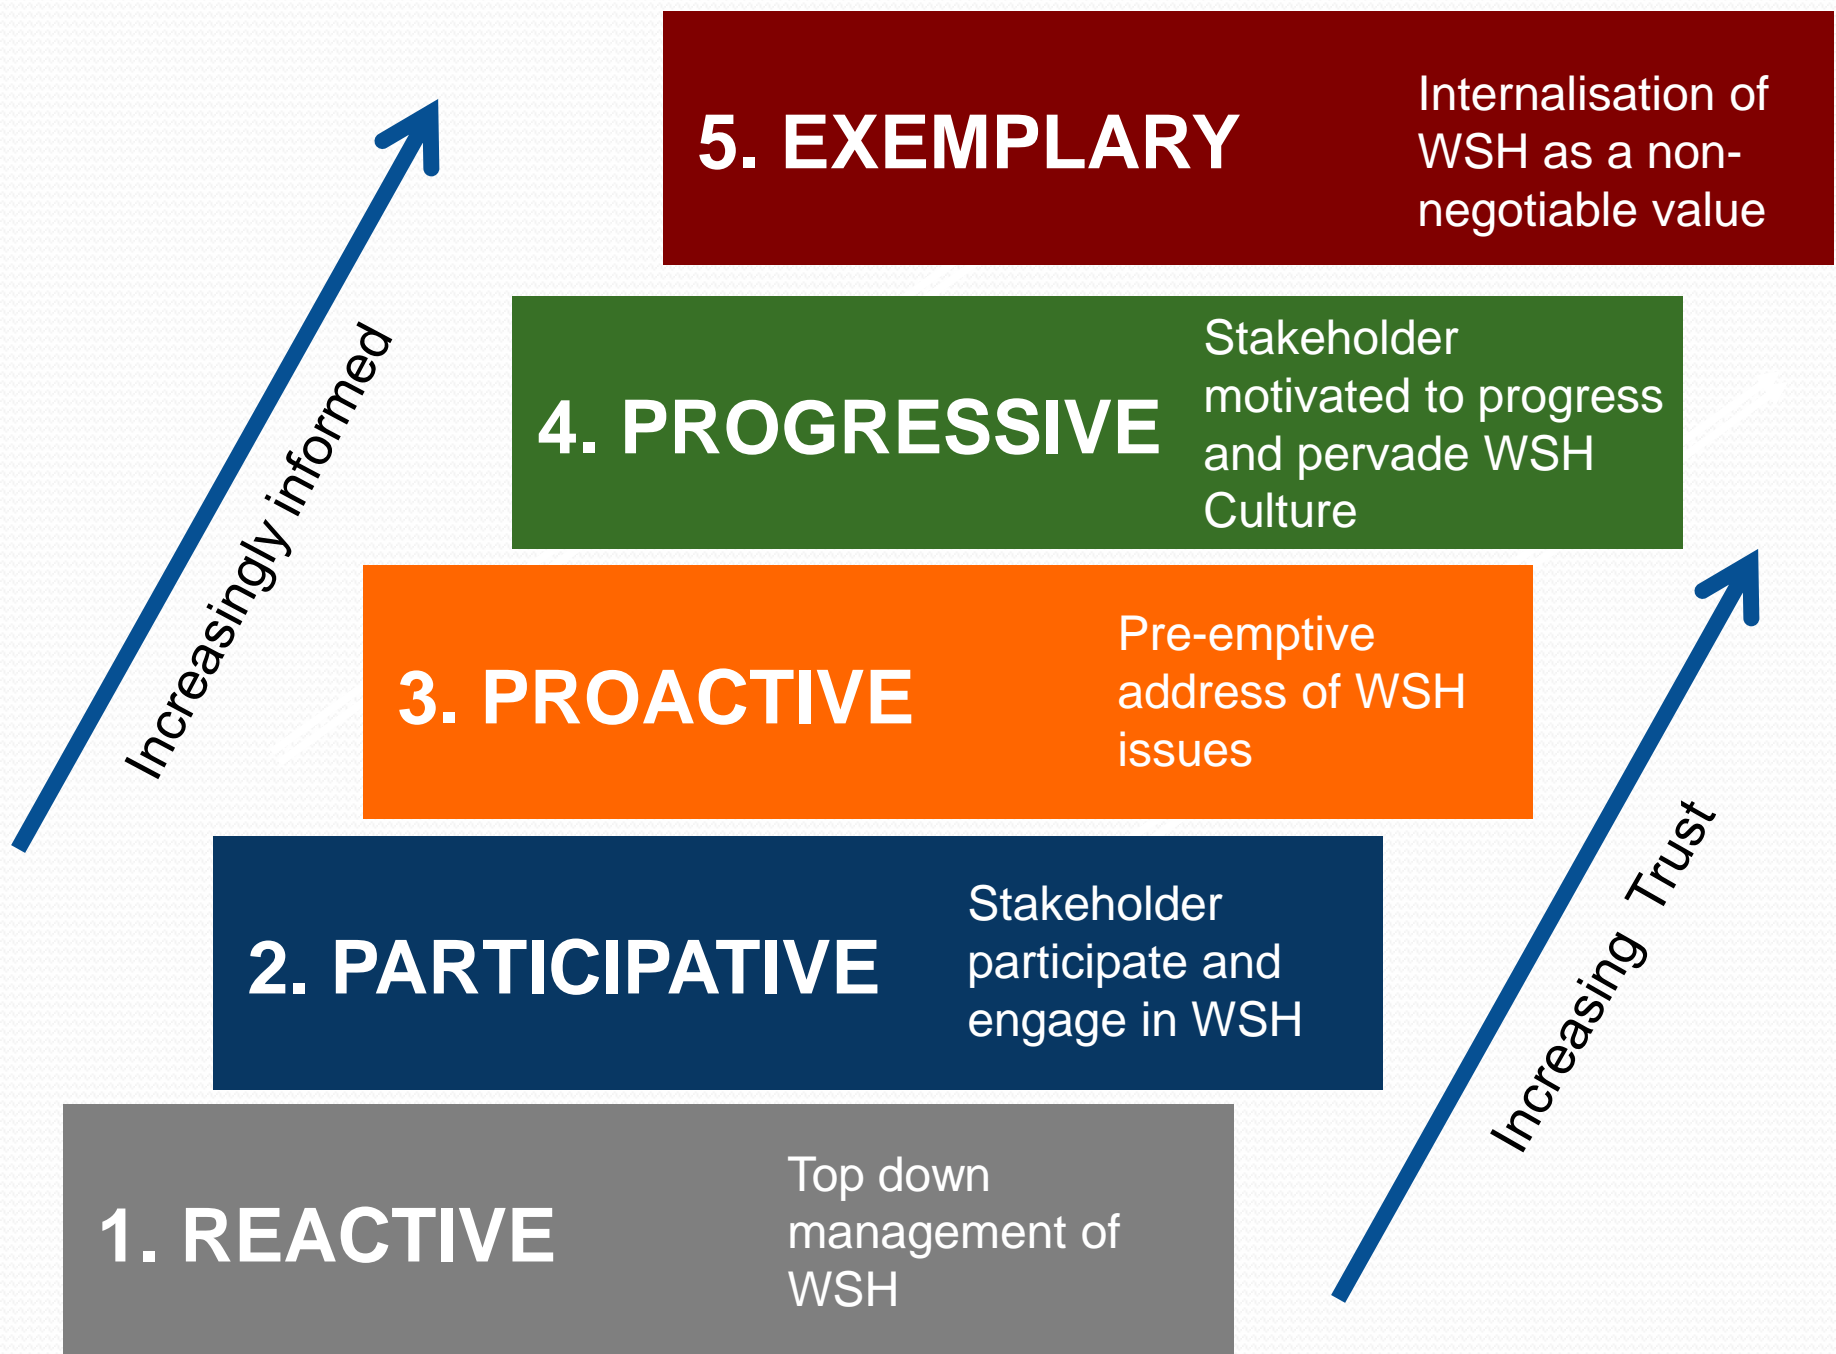 5. EXEMPLARY
Internalisation of
WSH as a non-
negotiable value
4. PROGRESSIVE
Stakeholder
motivated to progress
and pervade WSH
Culture
Increasingly informed
3. PROACTIVE
Pre-emptive
address of WSH
issues
2. PARTICIPATIVE
Stakeholder
participate and
engage in WSH
Increasing Trust
1. REACTIVE
Top down
management of
WSH